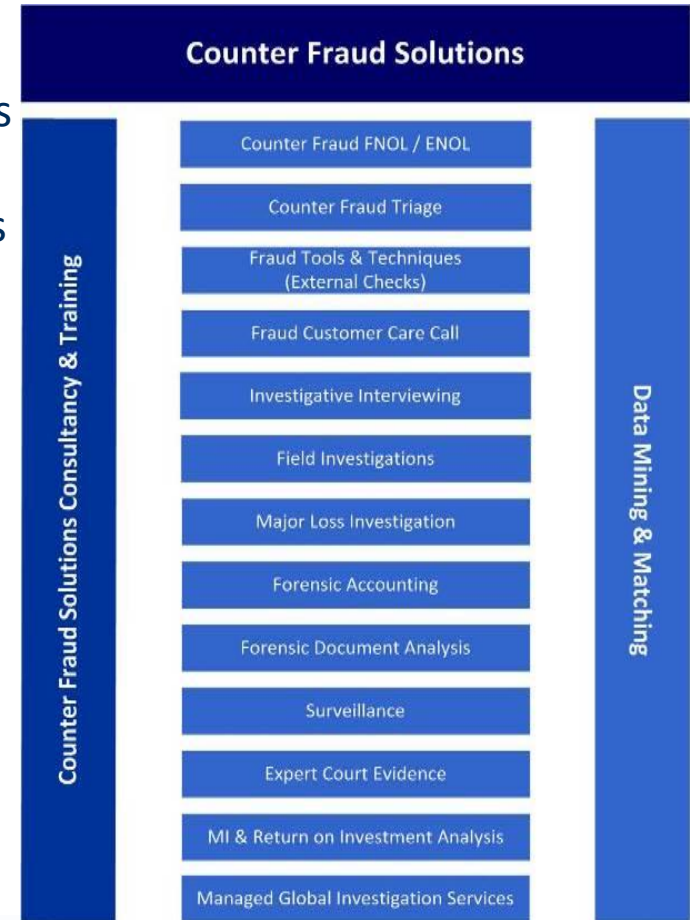 Counter Fraud Solutions
s
s
Counter Fraud Solutions Consultancy & Training
Counter Fraud FNOL / ENOL
Counter Fraud Triage
Fraud Tools & Techniques
(External Checks)
Fraud Customer Care Call
Investigative Interviewing
Field Investigations
Major Loss Investigation
Forensic Accounting
Forensic Document Analysis
Surveillance
Expert Court Evidence
MI & Return on Investment Analysis
Managed Global Investigation Services
Data Mining & Matching